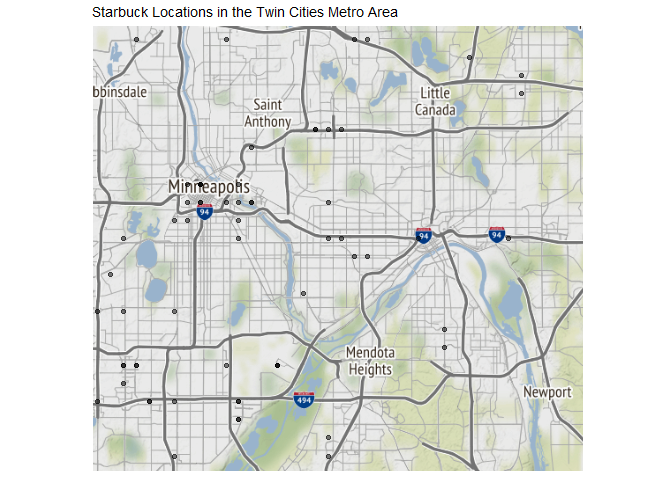 Starbuck Locations in the Twin Cities Metro Area
bbinsdale
Little
Canada
Saint
Anthony
Minneapolis
94
94
94
Mendota
Heights
Newport
494